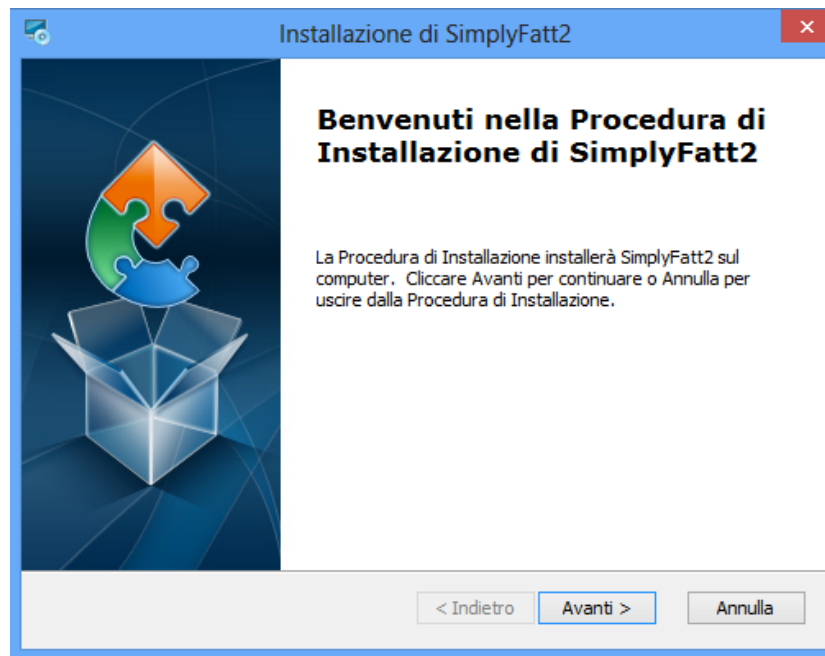 Installazione di SimplyFatt2
Benvenuti nella Procedura di
Installazione di SimplyFatt2
La Procedura di Installazione installerà SimplyFatt2 sul
computer. Cliccare Avanti per continuare o Annulla per
uscire dalla Procedura di Installazione.
< Indietro Avanti > Annulla